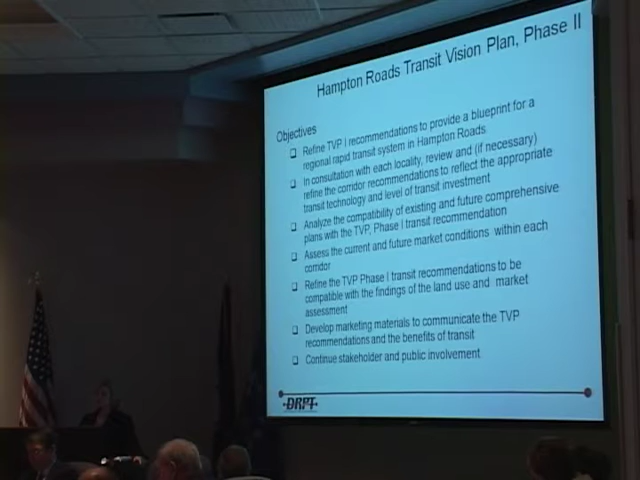 Hampton Roads Transit Vision Plan, Phase II
Objectives
❑ Refine TVP I recommendations to provide a blueprint for a
regional rapid transit system in Hampton Roads
❑ In consultation with each locality, review and (if necessary)
refine the corridor recommendations to reflect the appropriate
transit technology and level of transit investment
❑ Analyze the compatibility of existing and future comprehensive
plans with the TVP, Phase I transit recommendation
❑ Assess the current and future market conditions within each
corridor
❑ Refine the TVP Phase I transit recommendations to be
compatible with the findings of the land use and market
assessment
❑ Develop marketing materials to communicate the TVP
recommendations and the benefits of transit
❑ Continue stakeholder and public involvement
DRPT